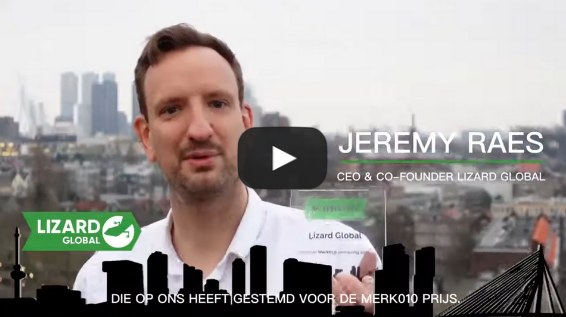 JEREMY RAES
CEO & CO-FOUNDER LIZARD GLOBAL
LIZARD
GLOBAL
Lizard Global
DIE OP ONS HEEFT GESTEMD VOOR DE MERK010 PRIJS.